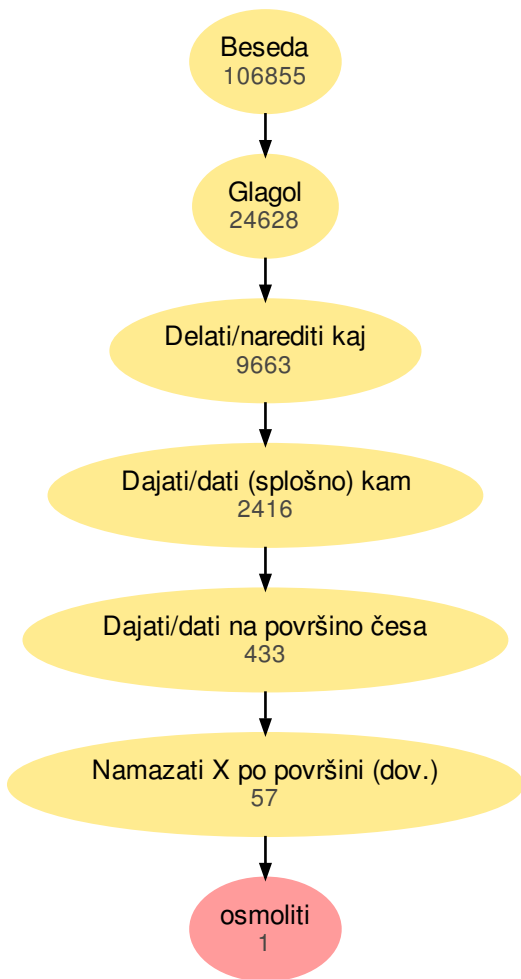 Beseda
106855
Glagol
24628
Delati/narediti kaj
9663
Dajati/dati (splošno) kam
2416
Dajati/dati na površino česa
433
Namazati X po površini (dov.)
57
osmoliti
1